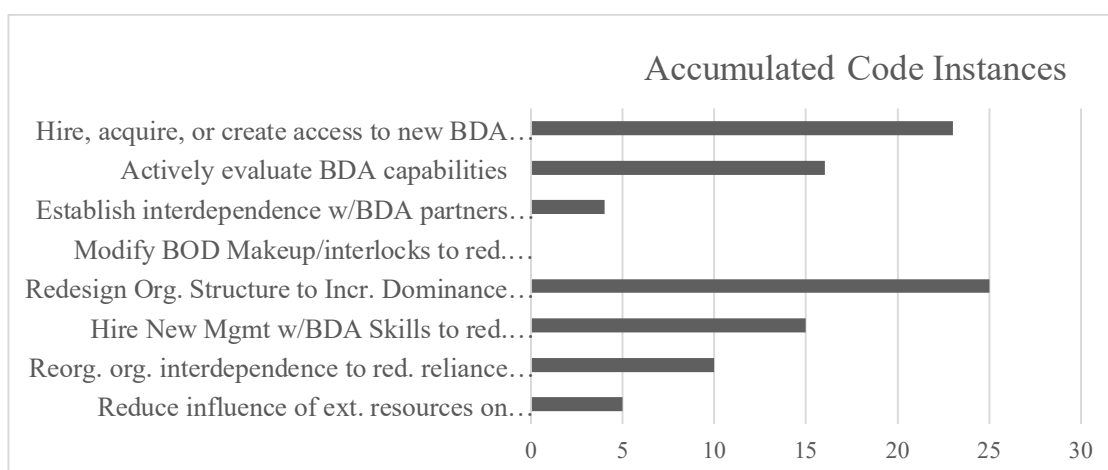 Accumulated Code Instances
Hire, acquire, or create access to new BDA…
Actively evaluate BDA capabilities
Establish interdependence w/BDA partners…
Modify BOD Makeup/interlocks to red.…
Redesign Org. Structure to Incr. Dominance…
Hire New Mgmt w/BDA Skills to red.…
Reorg. org. interdependence to red. reliance…
Reduce influence of ext. resources on…
0 5 10 15 20 25 30